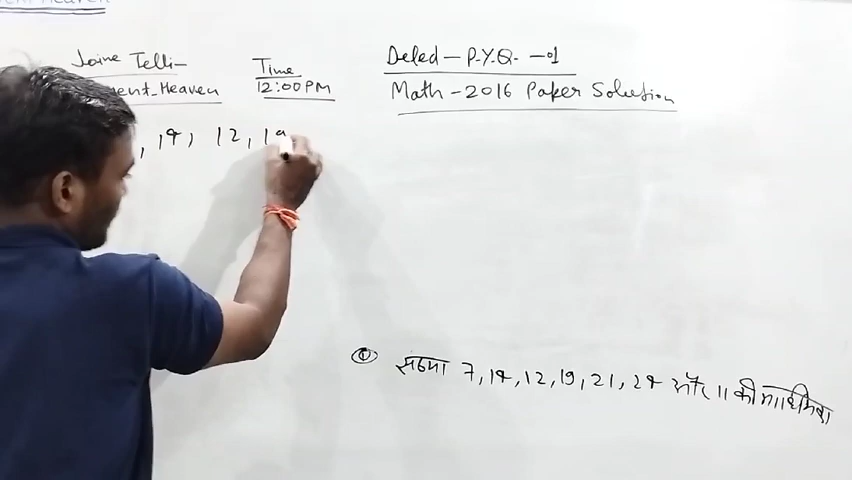 Joine Telli-
Time
12:00PM
Deled-P.Y.Q.-01
Math-2016 Paper Solution
, 14, 12, 19
① संख्या 7, 14, 12, 19, 21, 24 और 11 की माध्यिका